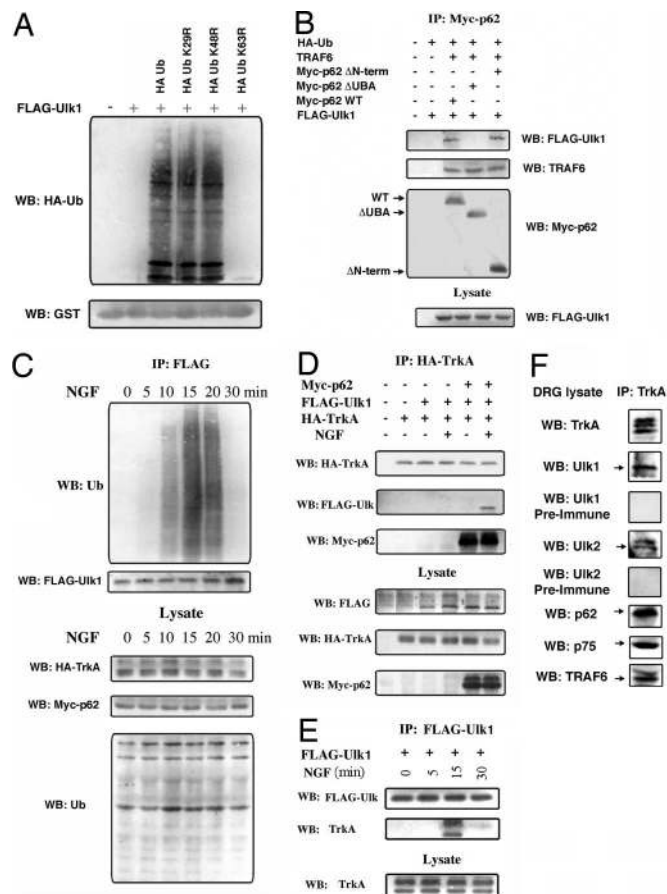 A
HA Ub
HA Ub K29R
HA Ub K48R
HA Ub K63R
FLAG-Ulk1 - + + + + +
WB: HA-Ub
WB: GST
B
IP: Myc-p62
HA-Ub - + + + +
TRAF6 - + + + +
Myc-p62 ΔN-term - - - - +
Myc-p62 ΔUBA - - - + -
Myc-p62 WT - - + - -
FLAG-Ulk1 - + + + +
WB: FLAG-Ulk1
WB: TRAF6
WT
ΔUBA
ΔN-term
WB: Myc-p62
Lysate
WB: FLAG-Ulk1
C
IP: FLAG
NGF 0 5 10 15 20 30 min
WB: Ub
WB: FLAG-Ulk1
Lysate
NGF 0 5 10 15 20 30 min
WB: HA-TrkA
WB: Myc-p62
WB: Ub
D
IP: HA-TrkA
Myc-p62 - - - - + +
FLAG-Ulk1 - - + + + +
HA-TrkA - + + + + +
NGF - - - + - +
WB: HA-TrkA
WB: FLAG-Ulk
WB: Myc-p62
Lysate
WB: FLAG
WB: HA-TrkA
WB: Myc-p62
E
IP: FLAG-Ulk1
FLAG-Ulk1 + + + +
NGF (min) 0 5 15 30
WB: FLAG-Ulk
WB: TrkA
Lysate
WB: TrkA
F
DRG lysate IP: TrkA
WB: TrkA
WB: Ulk1
WB: Ulk1
Pre-Immune
WB: Ulk2
WB: Ulk2
Pre-Immune
WB: p62
WB: p75
WB: TRAF6